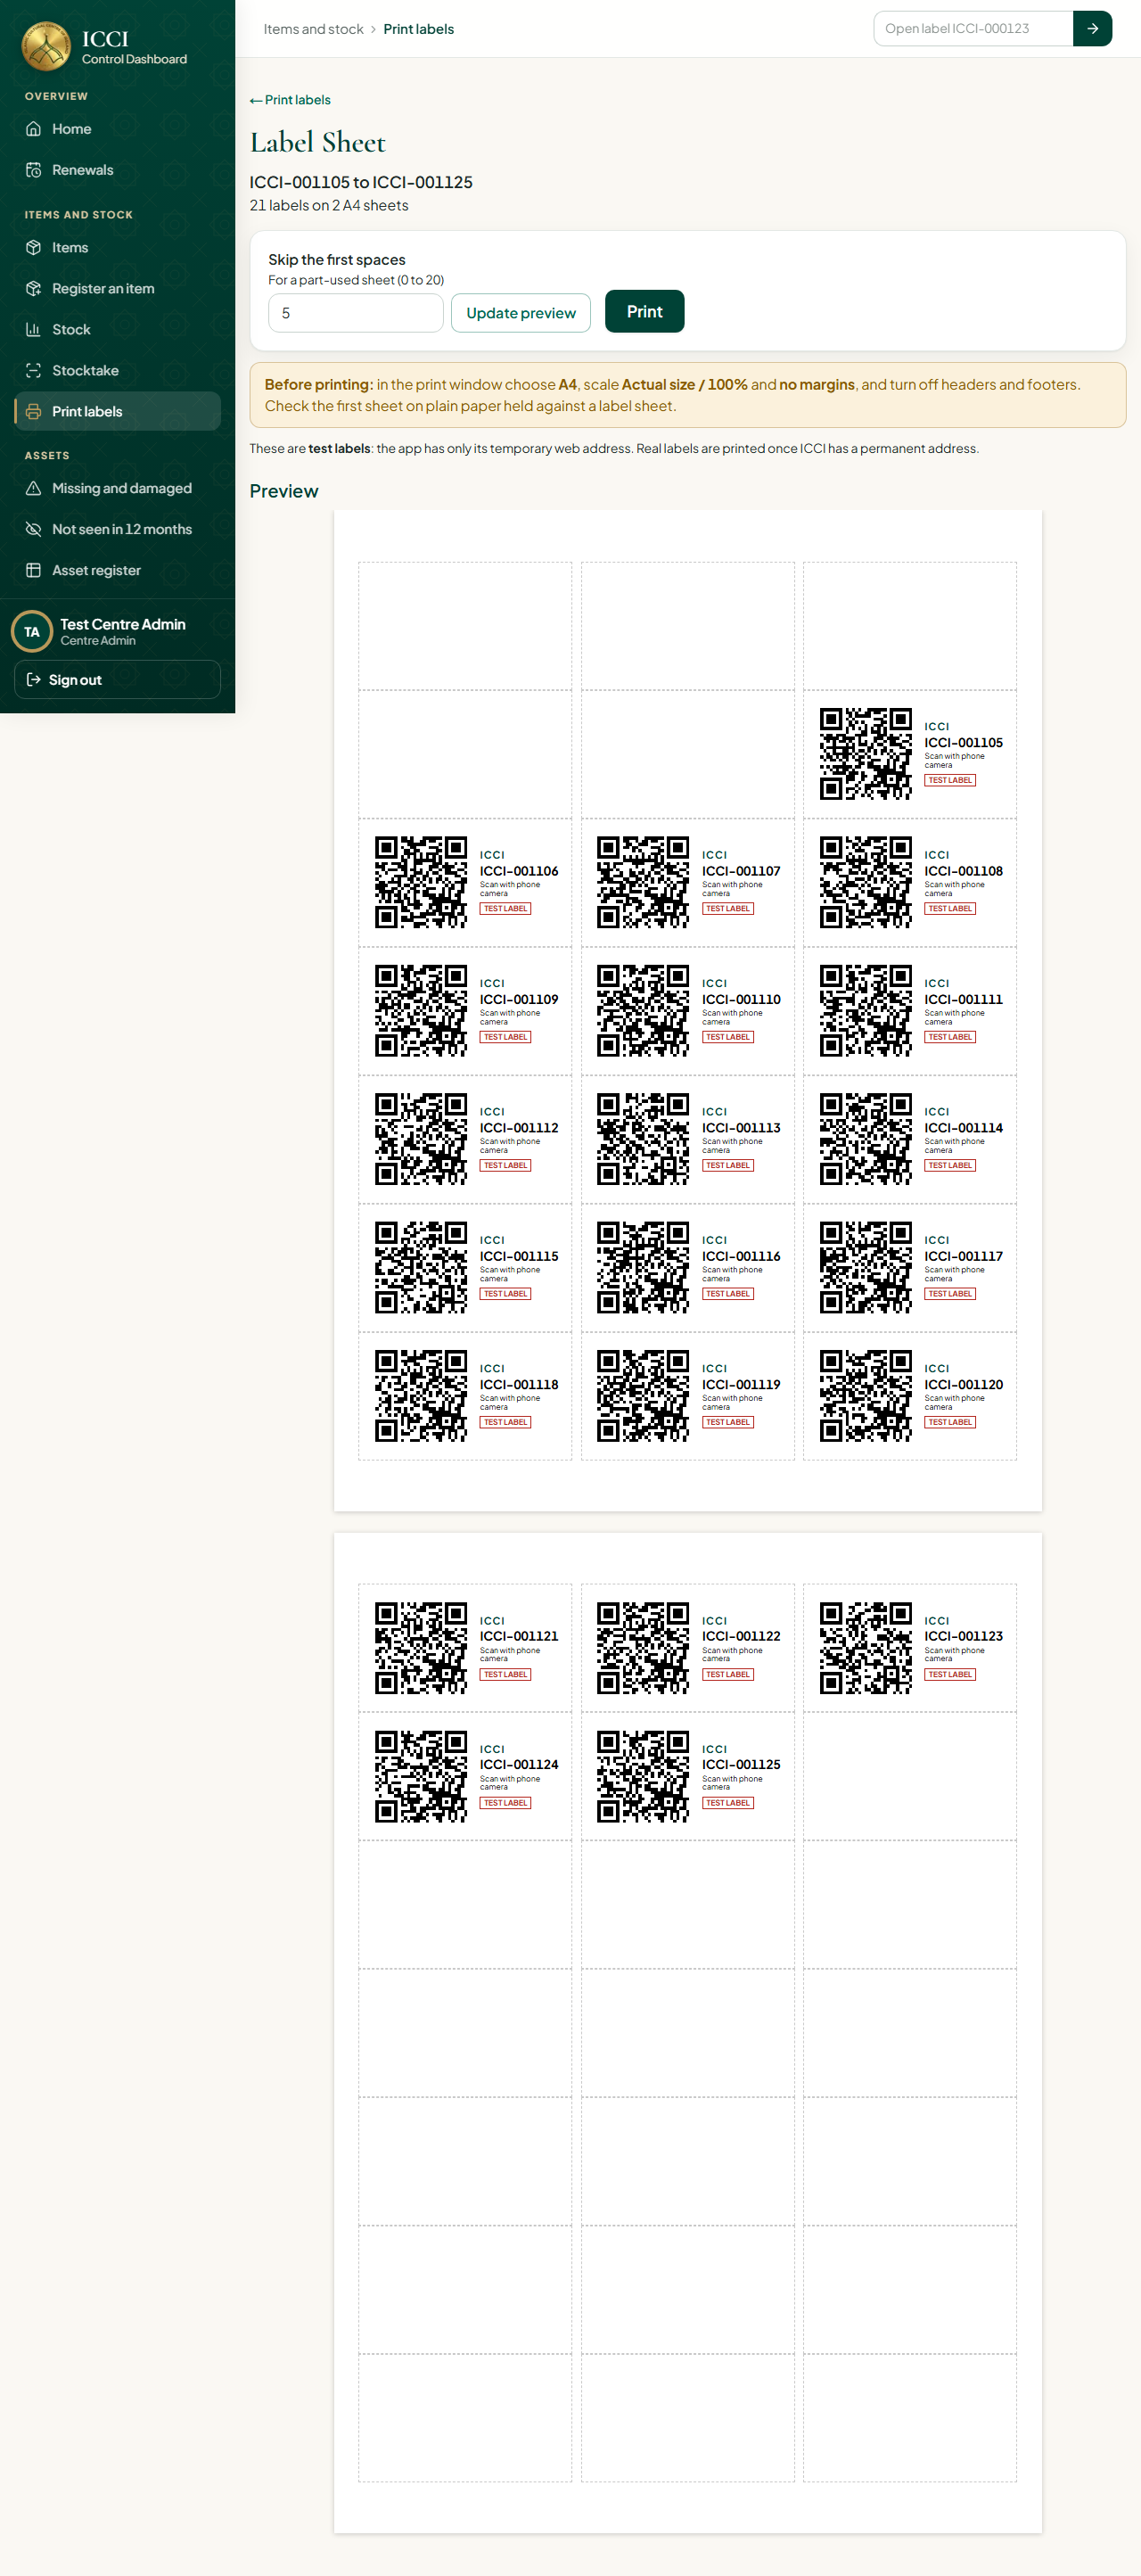 ICCI
Control Dashboard
OVERVIEW
Home
Renewals
ITEMS AND STOCK
Items
Register an item
Stock
Stocktake
Print labels
ASSETS
Missing and damaged
Not seen in 12 months
Asset register
TA
Test Centre Admin
Centre Admin
Sign out
Items and stock › Print labels
Open label ICCI-000123
← Print labels
Label Sheet
ICCI-001105 to ICCI-001125
21 labels on 2 A4 sheets
Skip the first spaces
For a part-used sheet (0 to 20)
5
Update preview
Print
Before printing: in the print window choose A4, scale Actual size / 100% and no margins, and turn off headers and footers.
Check the first sheet on plain paper held against a label sheet.
These are test labels: the app has only its temporary web address. Real labels are printed once ICCI has a permanent address.
Preview
ICCI
ICCI-001105
Scan with phone
camera
TEST LABEL
ICCI
ICCI-001106
Scan with phone
camera
TEST LABEL
ICCI
ICCI-001107
Scan with phone
camera
TEST LABEL
ICCI
ICCI-001108
Scan with phone
camera
TEST LABEL
ICCI
ICCI-001109
Scan with phone
camera
TEST LABEL
ICCI
ICCI-001110
Scan with phone
camera
TEST LABEL
ICCI
ICCI-001111
Scan with phone
camera
TEST LABEL
ICCI
ICCI-001112
Scan with phone
camera
TEST LABEL
ICCI
ICCI-001113
Scan with phone
camera
TEST LABEL
ICCI
ICCI-001114
Scan with phone
camera
TEST LABEL
ICCI
ICCI-001115
Scan with phone
camera
TEST LABEL
ICCI
ICCI-001116
Scan with phone
camera
TEST LABEL
ICCI
ICCI-001117
Scan with phone
camera
TEST LABEL
ICCI
ICCI-001118
Scan with phone
camera
TEST LABEL
ICCI
ICCI-001119
Scan with phone
camera
TEST LABEL
ICCI
ICCI-001120
Scan with phone
camera
TEST LABEL
ICCI
ICCI-001121
Scan with phone
camera
TEST LABEL
ICCI
ICCI-001122
Scan with phone
camera
TEST LABEL
ICCI
ICCI-001123
Scan with phone
camera
TEST LABEL
ICCI
ICCI-001124
Scan with phone
camera
TEST LABEL
ICCI
ICCI-001125
Scan with phone
camera
TEST LABEL